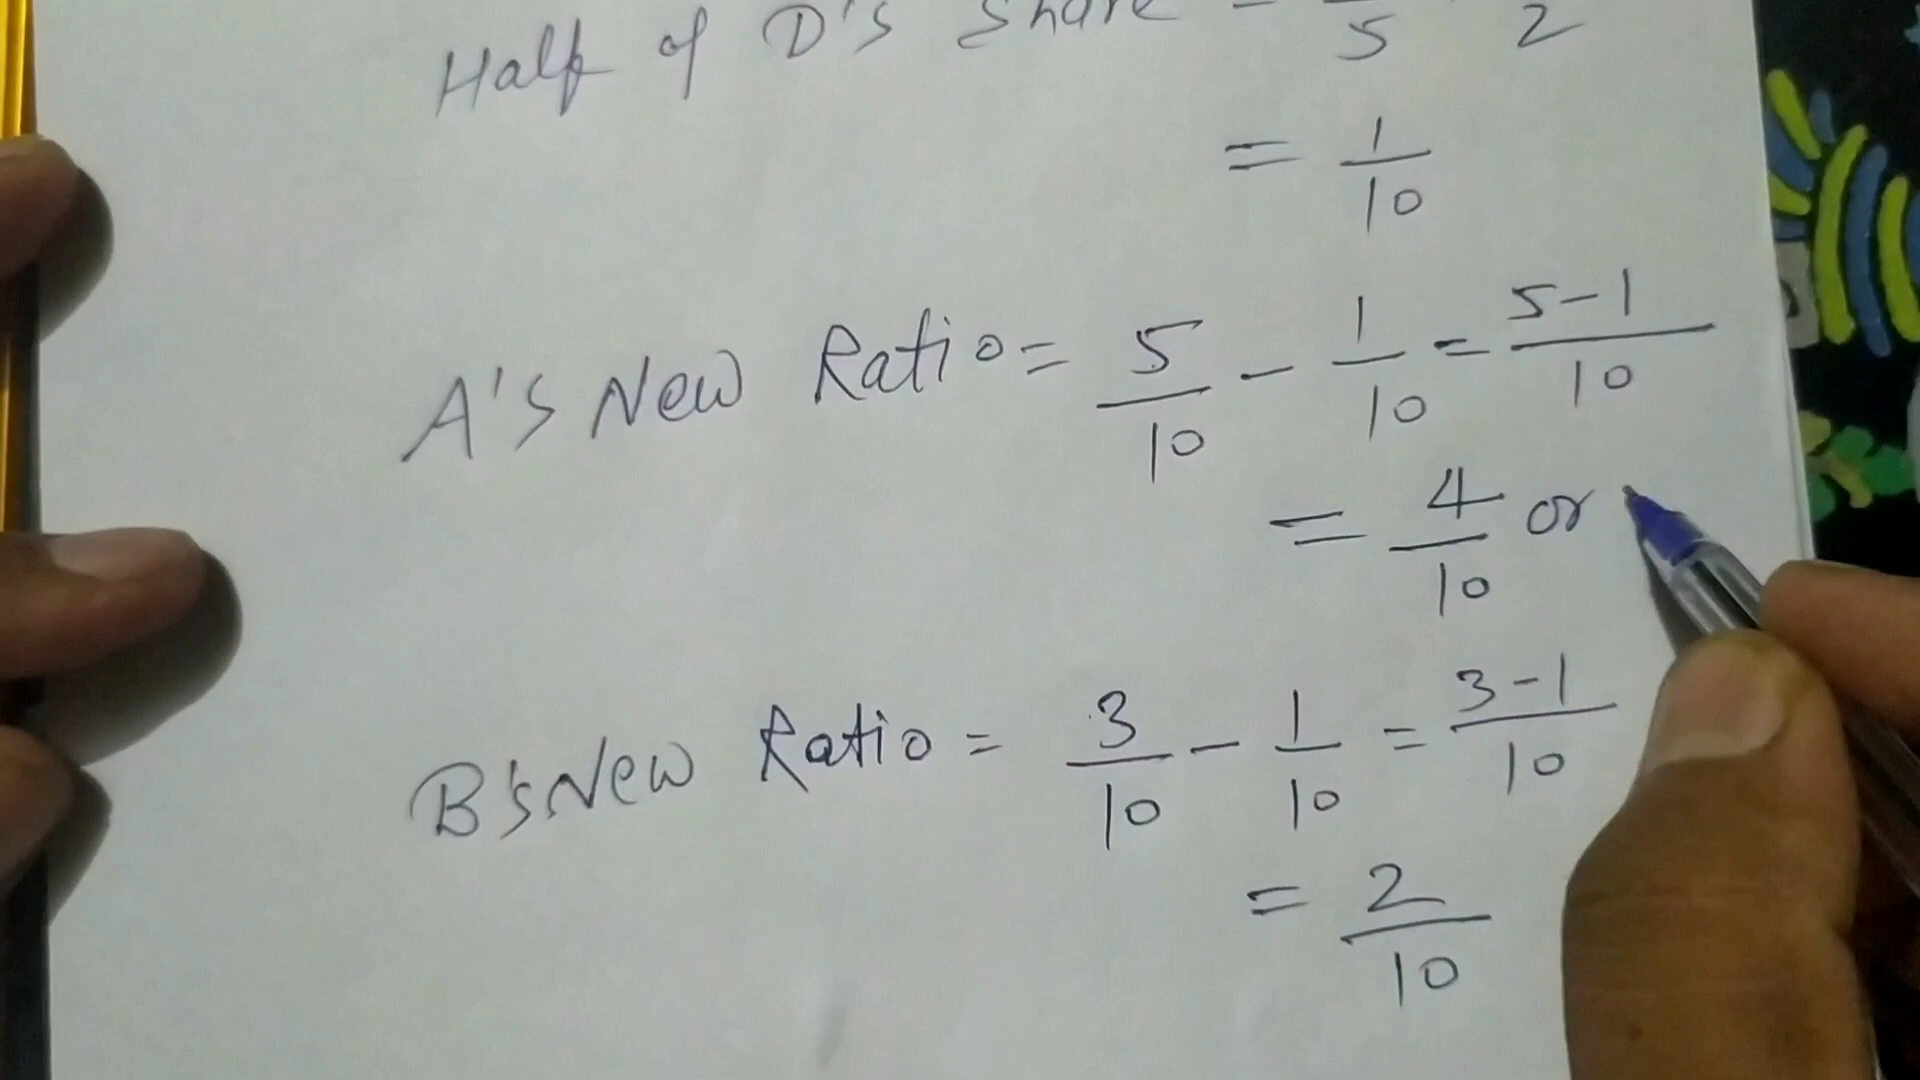 Half of D's Share = 5 2
= 1/10
A's New Ratio = 5/10 - 1/10 = 5-1/10
= 4/10 or
B's New Ratio = 3/10 - 1/10 = 3-1/10
= 2/10